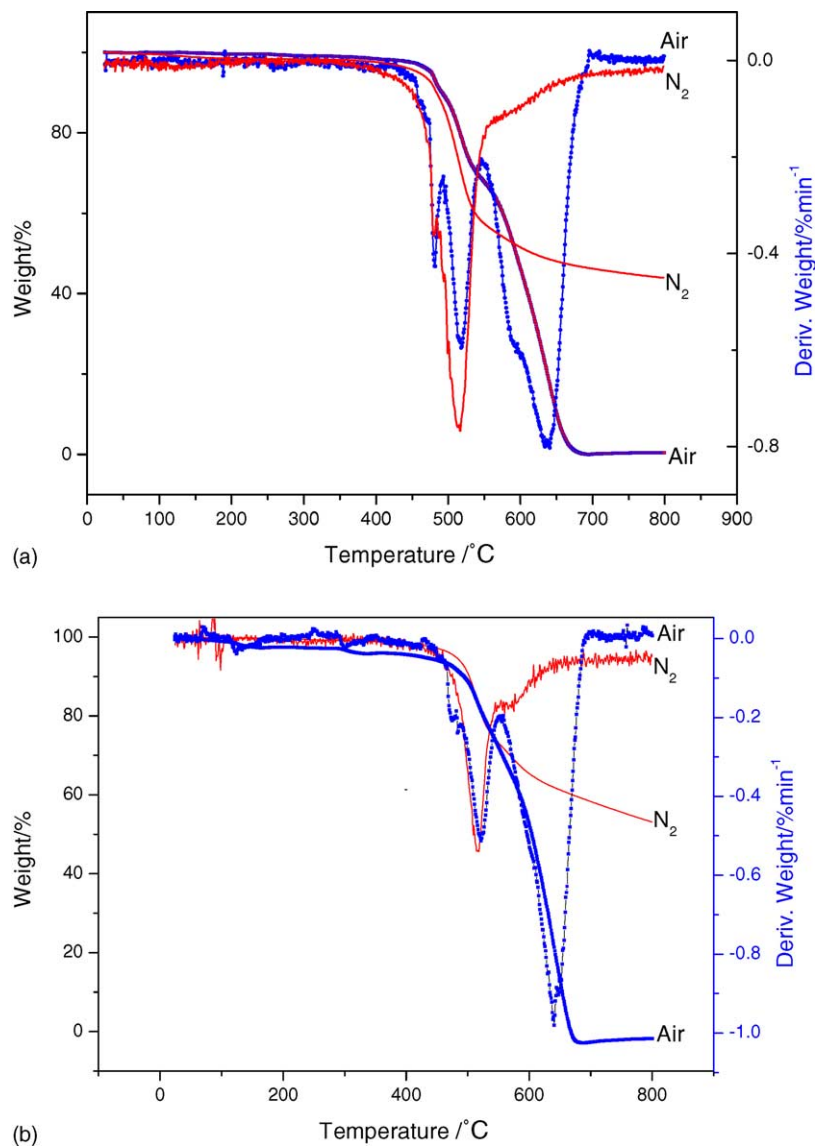 Air
N₂
0.0
80
-0.4
40
N₂
Weight/%
Deriv. Weight/%min⁻¹
0
-0.8
Air
0 100 200 300 400 500 600 700 800 900
Temperature /°C
(a)
100
Air
0.0
N₂
80
-0.2
60
-0.4
N₂
Weight/%
Deriv. Weight/%min⁻¹
40
-0.6
20
-0.8
0
Air
-1.0
0 200 400 600 800
Temperature /°C
(b)